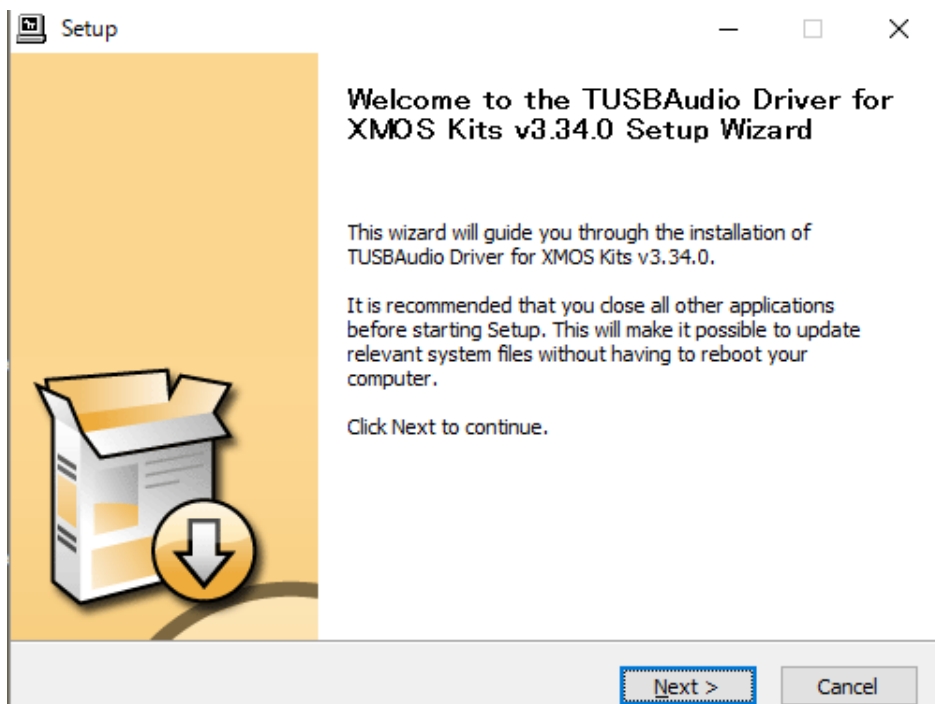 Setup
Welcome to the TUSBAudio Driver for
XMOS Kits v3.34.0 Setup Wizard
This wizard will guide you through the installation of
TUSBAudio Driver for XMOS Kits v3.34.0.
It is recommended that you close all other applications
before starting Setup. This will make it possible to update
relevant system files without having to reboot your
computer.
Click Next to continue.
Next >
Cancel